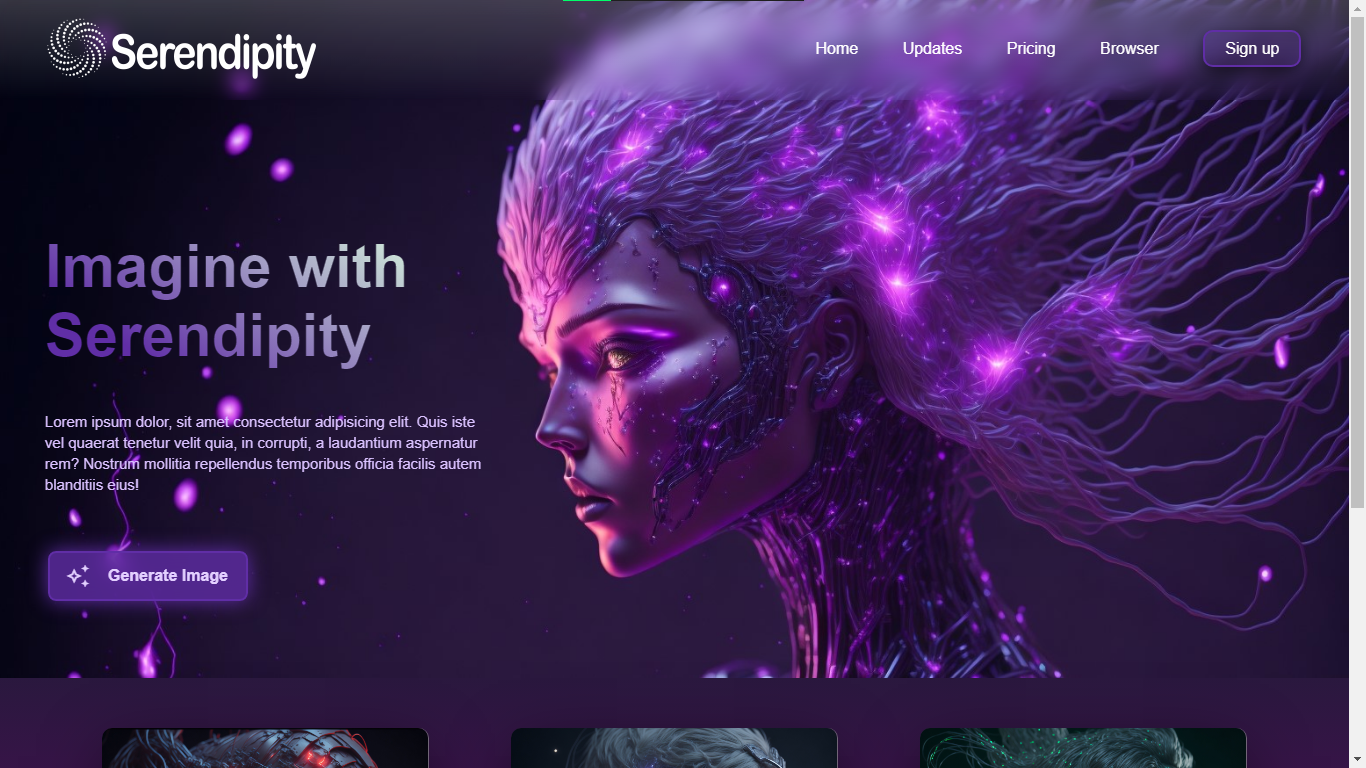 Serendipity
Home Updates Pricing Browser Sign up
Imagine with
Serendipity
Lorem ipsum dolor, sit amet consectetur adipisicing elit. Quis iste
vel quaerat tenetur velit quia, in corrupti, a laudantium aspernatur
rem? Nostrum mollitia repellendus temporibus officia facilis autem
blanditiis eius!
Generate Image